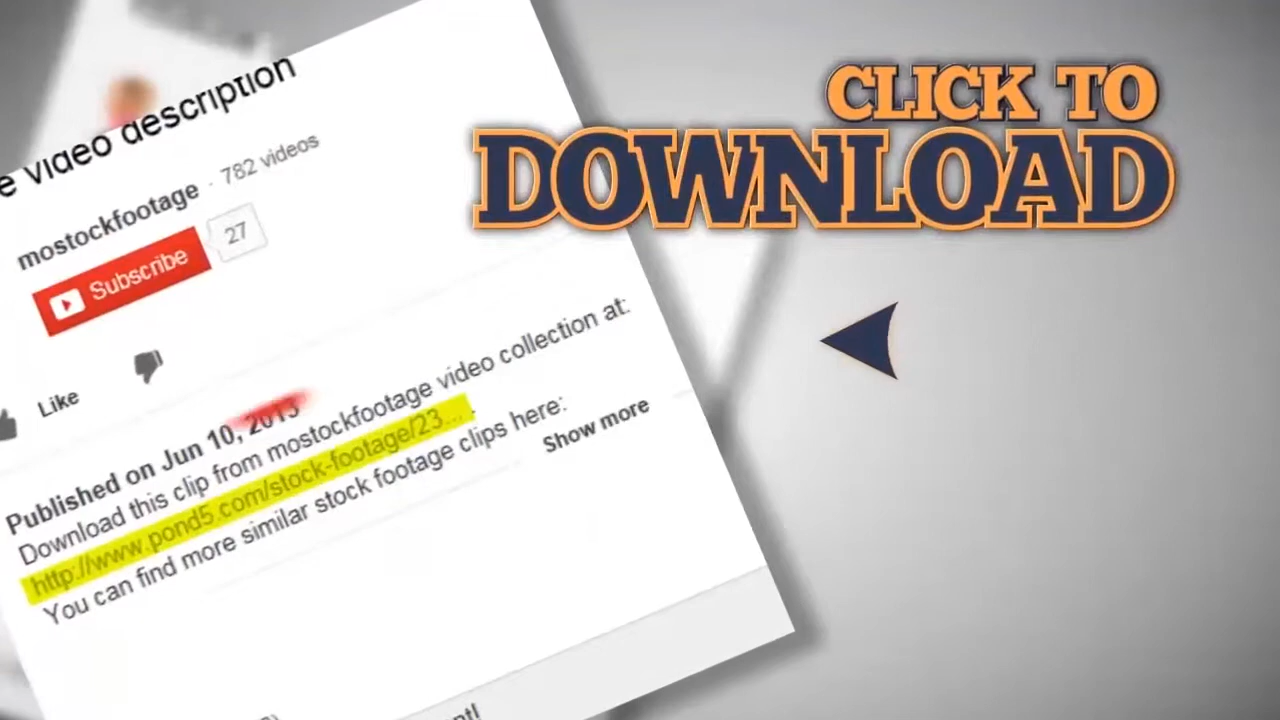 CLICK TO
DOWNLOAD
e video description
mostockfootage · 782 videos
Subscribe
27
Like
Published on Jun 10, 2013
Download this clip from mostockfootage video collection at:
http://www.pond5.com/stock-footage/23... .
You can find more similar stock footage clips here:
Show more